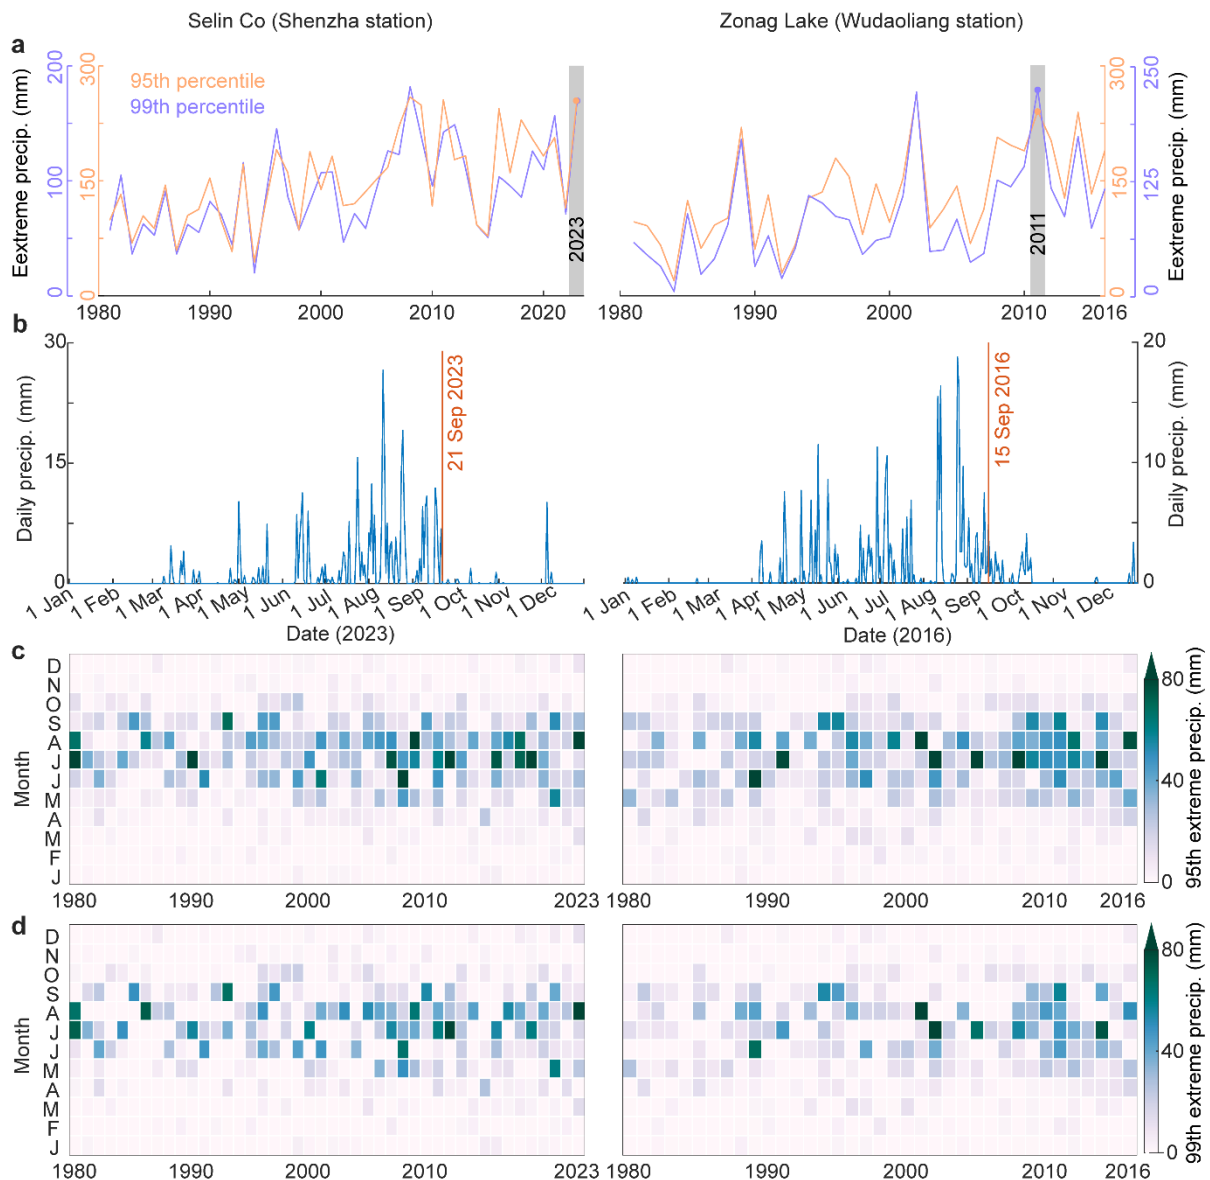 Selin Co (Shenzha station)
Zonag Lake (Wudaoliang station)
a
Eextreme precip. (mm)
200
100
0
300
150
0
95th percentile
99th percentile
2023
1980
1990
2000
2010
2020
2011
300
150
0
250
125
0
Eextreme precip. (mm)
1980
1990
2000
2010
2016
b
Daily precip. (mm)
30
15
0
21 Sep 2023
1 Jan
1 Feb
1 Mar
1 Apr
1 May
1 Jun
1 Jul
1 Aug
1 Sep
1 Oct
1 Nov
1 Dec
Date (2023)
15 Sep 2016
20
10
0
Daily precip. (mm)
1 Jan
1 Feb
1 Mar
1 Apr
1 May
1 Jun
1 Jul
1 Aug
1 Sep
1 Oct
1 Nov
1 Dec
Date (2016)
c
Month
D
N
O
S
A
J
J
M
A
M
F
J
1980
1990
2000
2010
2023
1980
1990
2000
2010
2016
80
40
0
95th extreme precip. (mm)
d
Month
D
N
O
S
A
J
J
M
A
M
F
J
1980
1990
2000
2010
2023
1980
1990
2000
2010
2016
80
40
0
99th extreme precip. (mm)